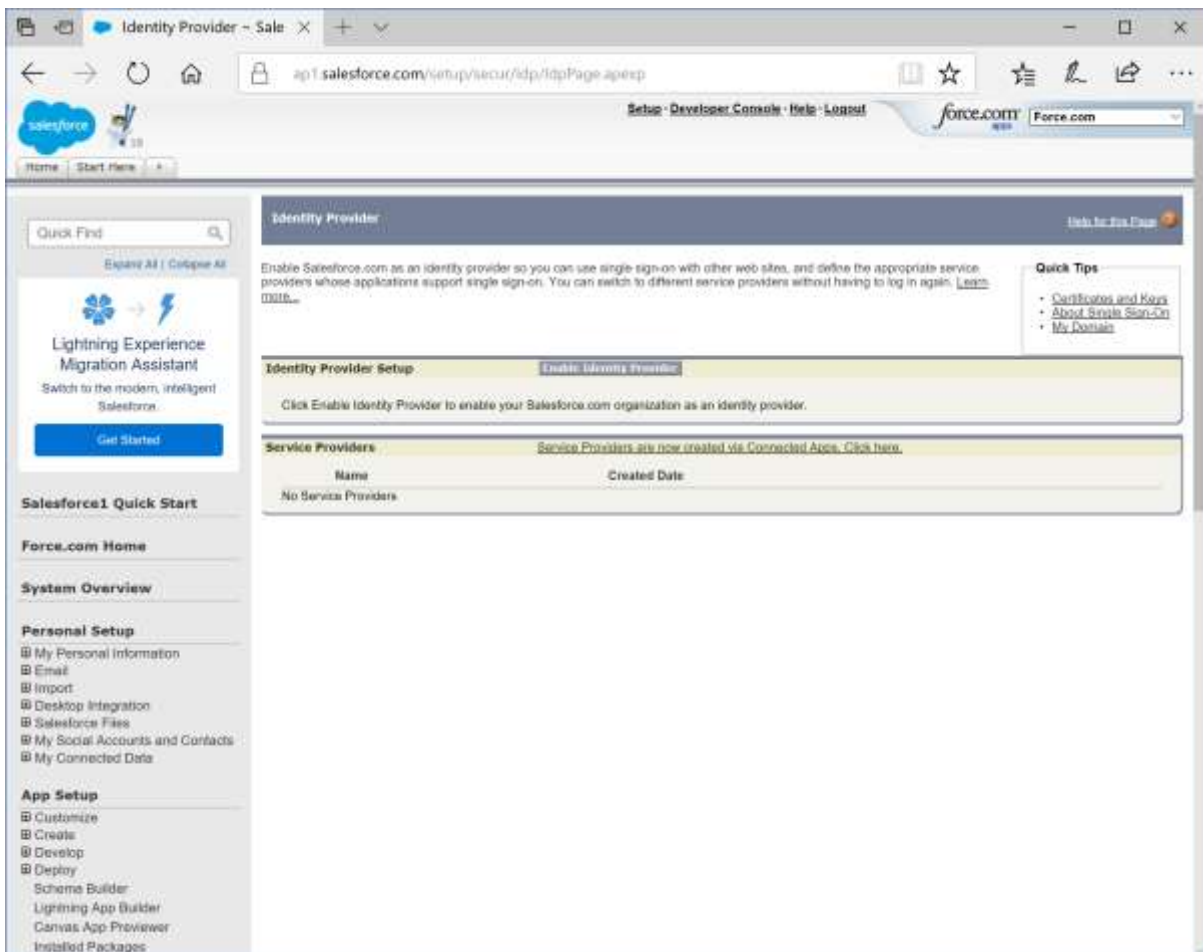 Identity Provider ~ Sale
ap1.salesforce.com/setup/secur/idp/IdpPage.apexp
salesforce
Setup · Developer Console · Help · Logout
force.com
apps
Force.com
Home
Start Here
+
Quick Find
Expand All | Collapse All
Lightning Experience
Migration Assistant
Switch to the modern, intelligent
Salesforce.
Get Started
Salesforce1 Quick Start
Force.com Home
System Overview
Personal Setup
My Personal Information
Email
Import
Desktop Integration
Salesforce Files
My Social Accounts and Contacts
My Connected Data
App Setup
Customize
Create
Develop
Deploy
Schema Builder
Lightning App Builder
Canvas App Previewer
Installed Packages
Identity Provider
Help for this Page
Enable Salesforce.com as an identity provider so you can use single sign-on with other web sites, and define the appropriate service
providers whose applications support single sign-on. You can switch to different service providers without having to log in again. Learn
more...
Quick Tips
• Certificates and Keys
• About Single Sign-On
• My Domain
Identity Provider Setup
Enable Identity Provider
Click Enable Identity Provider to enable your Salesforce.com organization as an identity provider.
Service Providers
Service Providers are now created via Connected Apps. Click here.
Name Created Date
No Service Providers